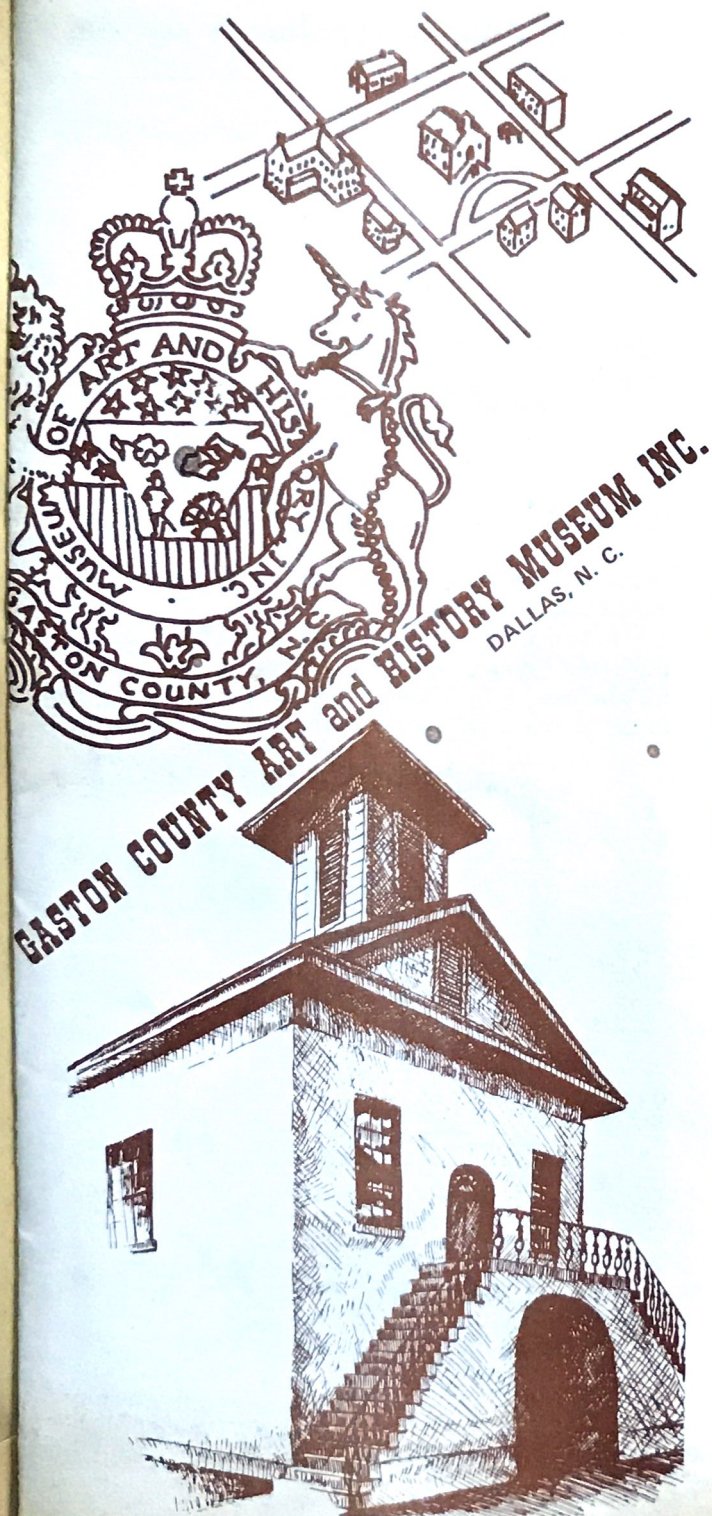 MUSEUM OF ART AND HISTORY INC.
GASTON COUNTY, N.C.
GASTON COUNTY ART and HISTORY MUSEUM INC.
DALLAS, N. C.